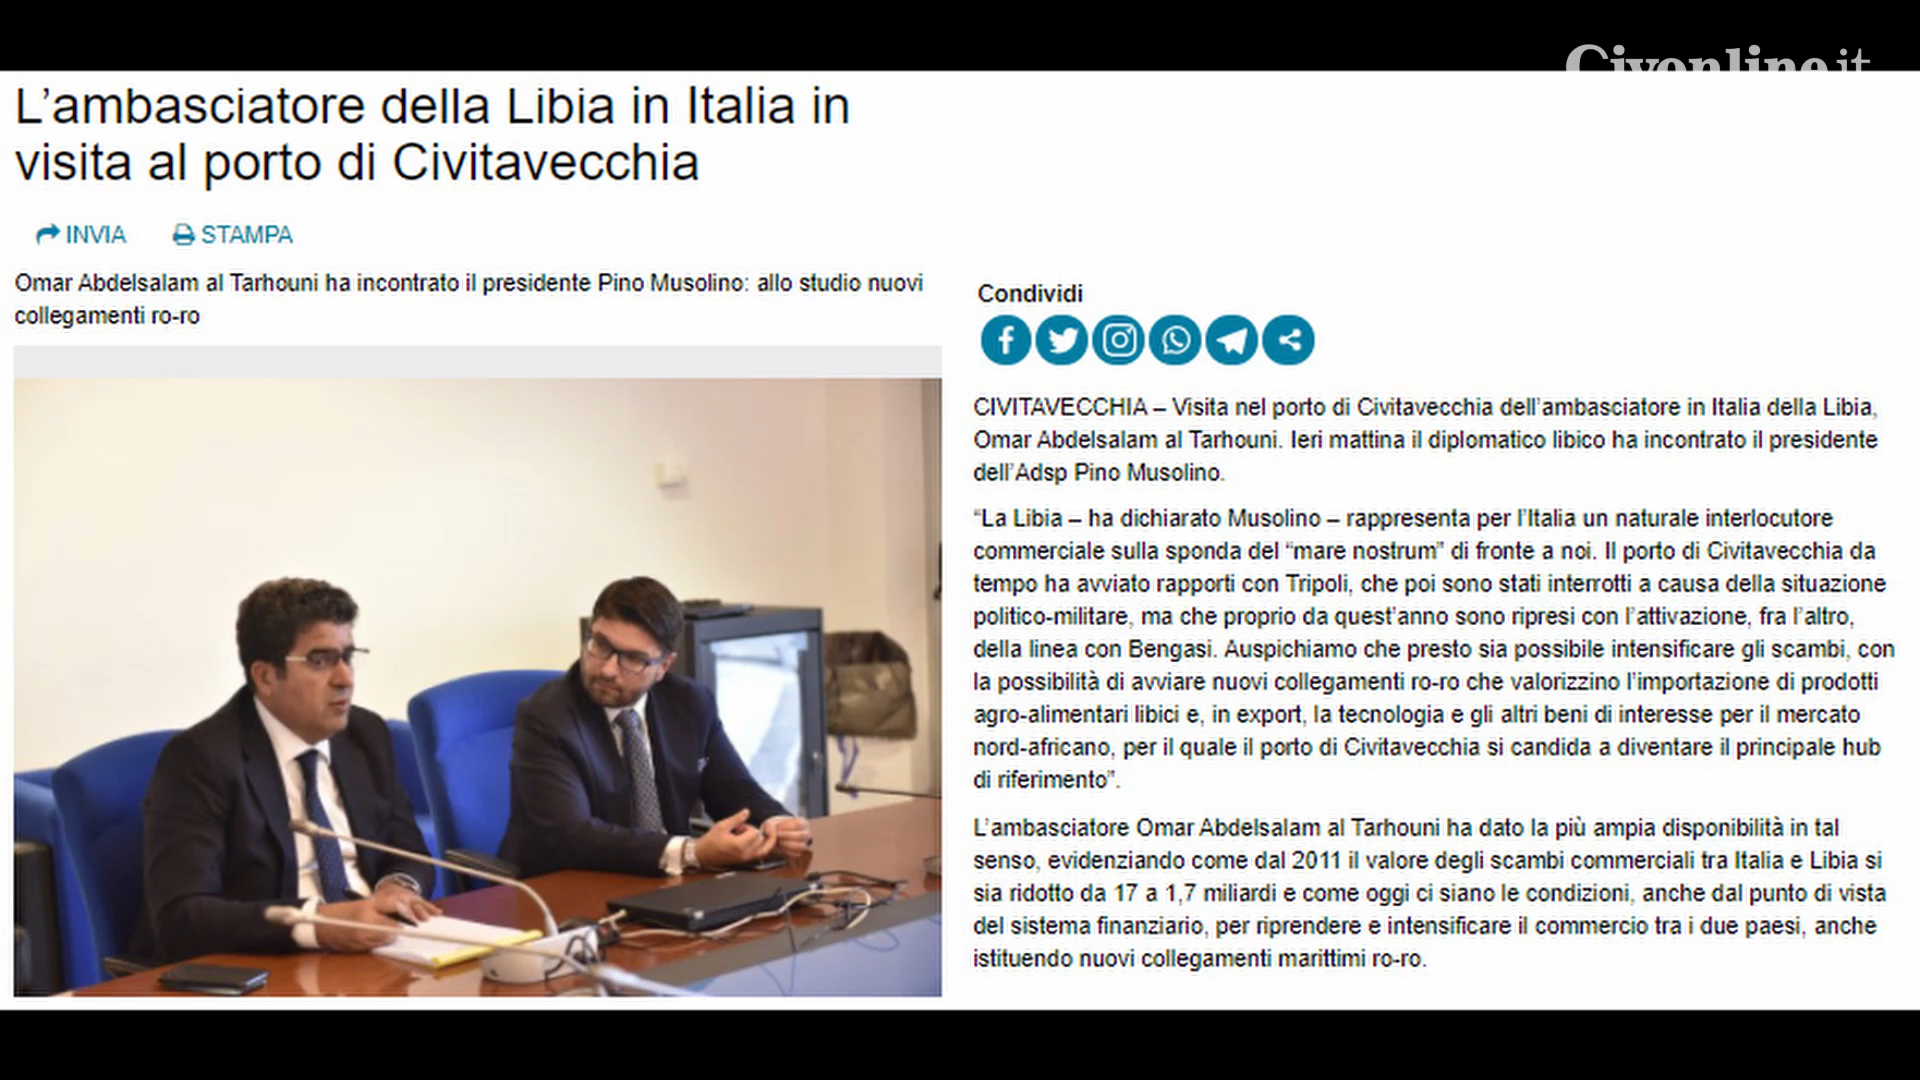 Civonline.it
L’ambasciatore della Libia in Italia in
visita al porto di Civitavecchia
INVIA STAMPA
Omar Abdelsalam al Tarhouni ha incontrato il presidente Pino Musolino: allo studio nuovi
collegamenti ro-ro
Condividi
CIVITAVECCHIA – Visita nel porto di Civitavecchia dell’ambasciatore in Italia della Libia,
Omar Abdelsalam al Tarhouni. Ieri mattina il diplomatico libico ha incontrato il presidente
dell’Adsp Pino Musolino.
“La Libia – ha dichiarato Musolino – rappresenta per l’Italia un naturale interlocutore
commerciale sulla sponda del “mare nostrum” di fronte a noi. Il porto di Civitavecchia da
tempo ha avviato rapporti con Tripoli, che poi sono stati interrotti a causa della situazione
politico-militare, ma che proprio da quest’anno sono ripresi con l’attivazione, fra l’altro,
della linea con Bengasi. Auspichiamo che presto sia possibile intensificare gli scambi, con
la possibilità di avviare nuovi collegamenti ro-ro che valorizzino l’importazione di prodotti
agro-alimentari libici e, in export, la tecnologia e gli altri beni di interesse per il mercato
nord-africano, per il quale il porto di Civitavecchia si candida a diventare il principale hub
di riferimento”.
L’ambasciatore Omar Abdelsalam al Tarhouni ha dato la più ampia disponibilità in tal
senso, evidenziando come dal 2011 il valore degli scambi commerciali tra Italia e Libia si
sia ridotto da 17 a 1,7 miliardi e come oggi ci siano le condizioni, anche dal punto di vista
del sistema finanziario, per riprendere e intensificare il commercio tra i due paesi, anche
istituendo nuovi collegamenti marittimi ro-ro.